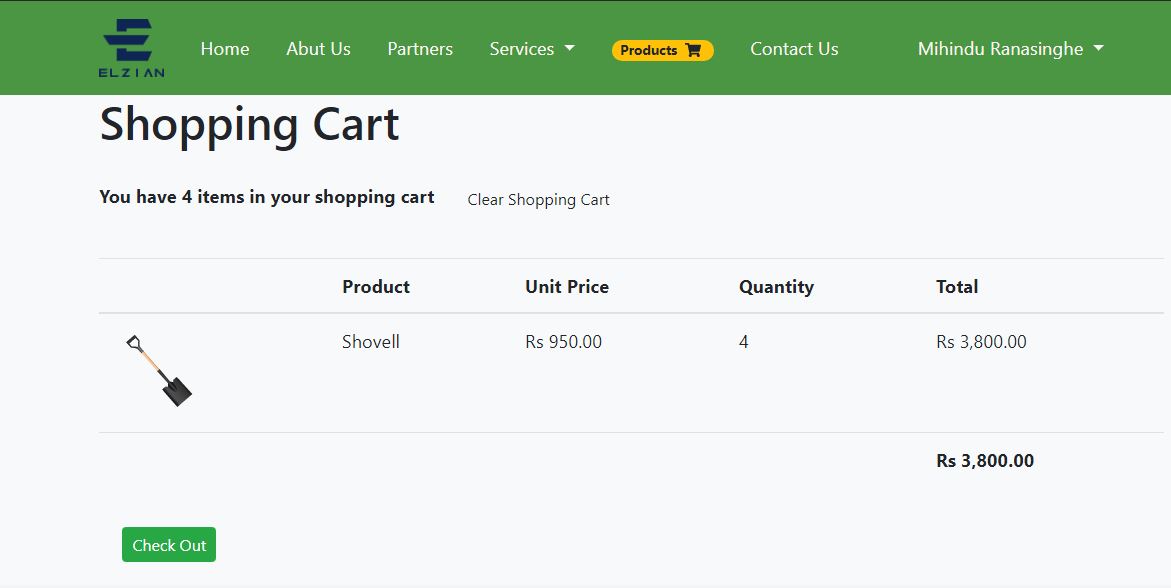 ELZIAN
Home Abut Us Partners Services Products Contact Us Mihindu Ranasinghe
Shopping Cart
You have 4 items in your shopping cart Clear Shopping Cart
Product Unit Price Quantity Total
Shovell Rs 950.00 4 Rs 3,800.00
Rs 3,800.00
Check Out